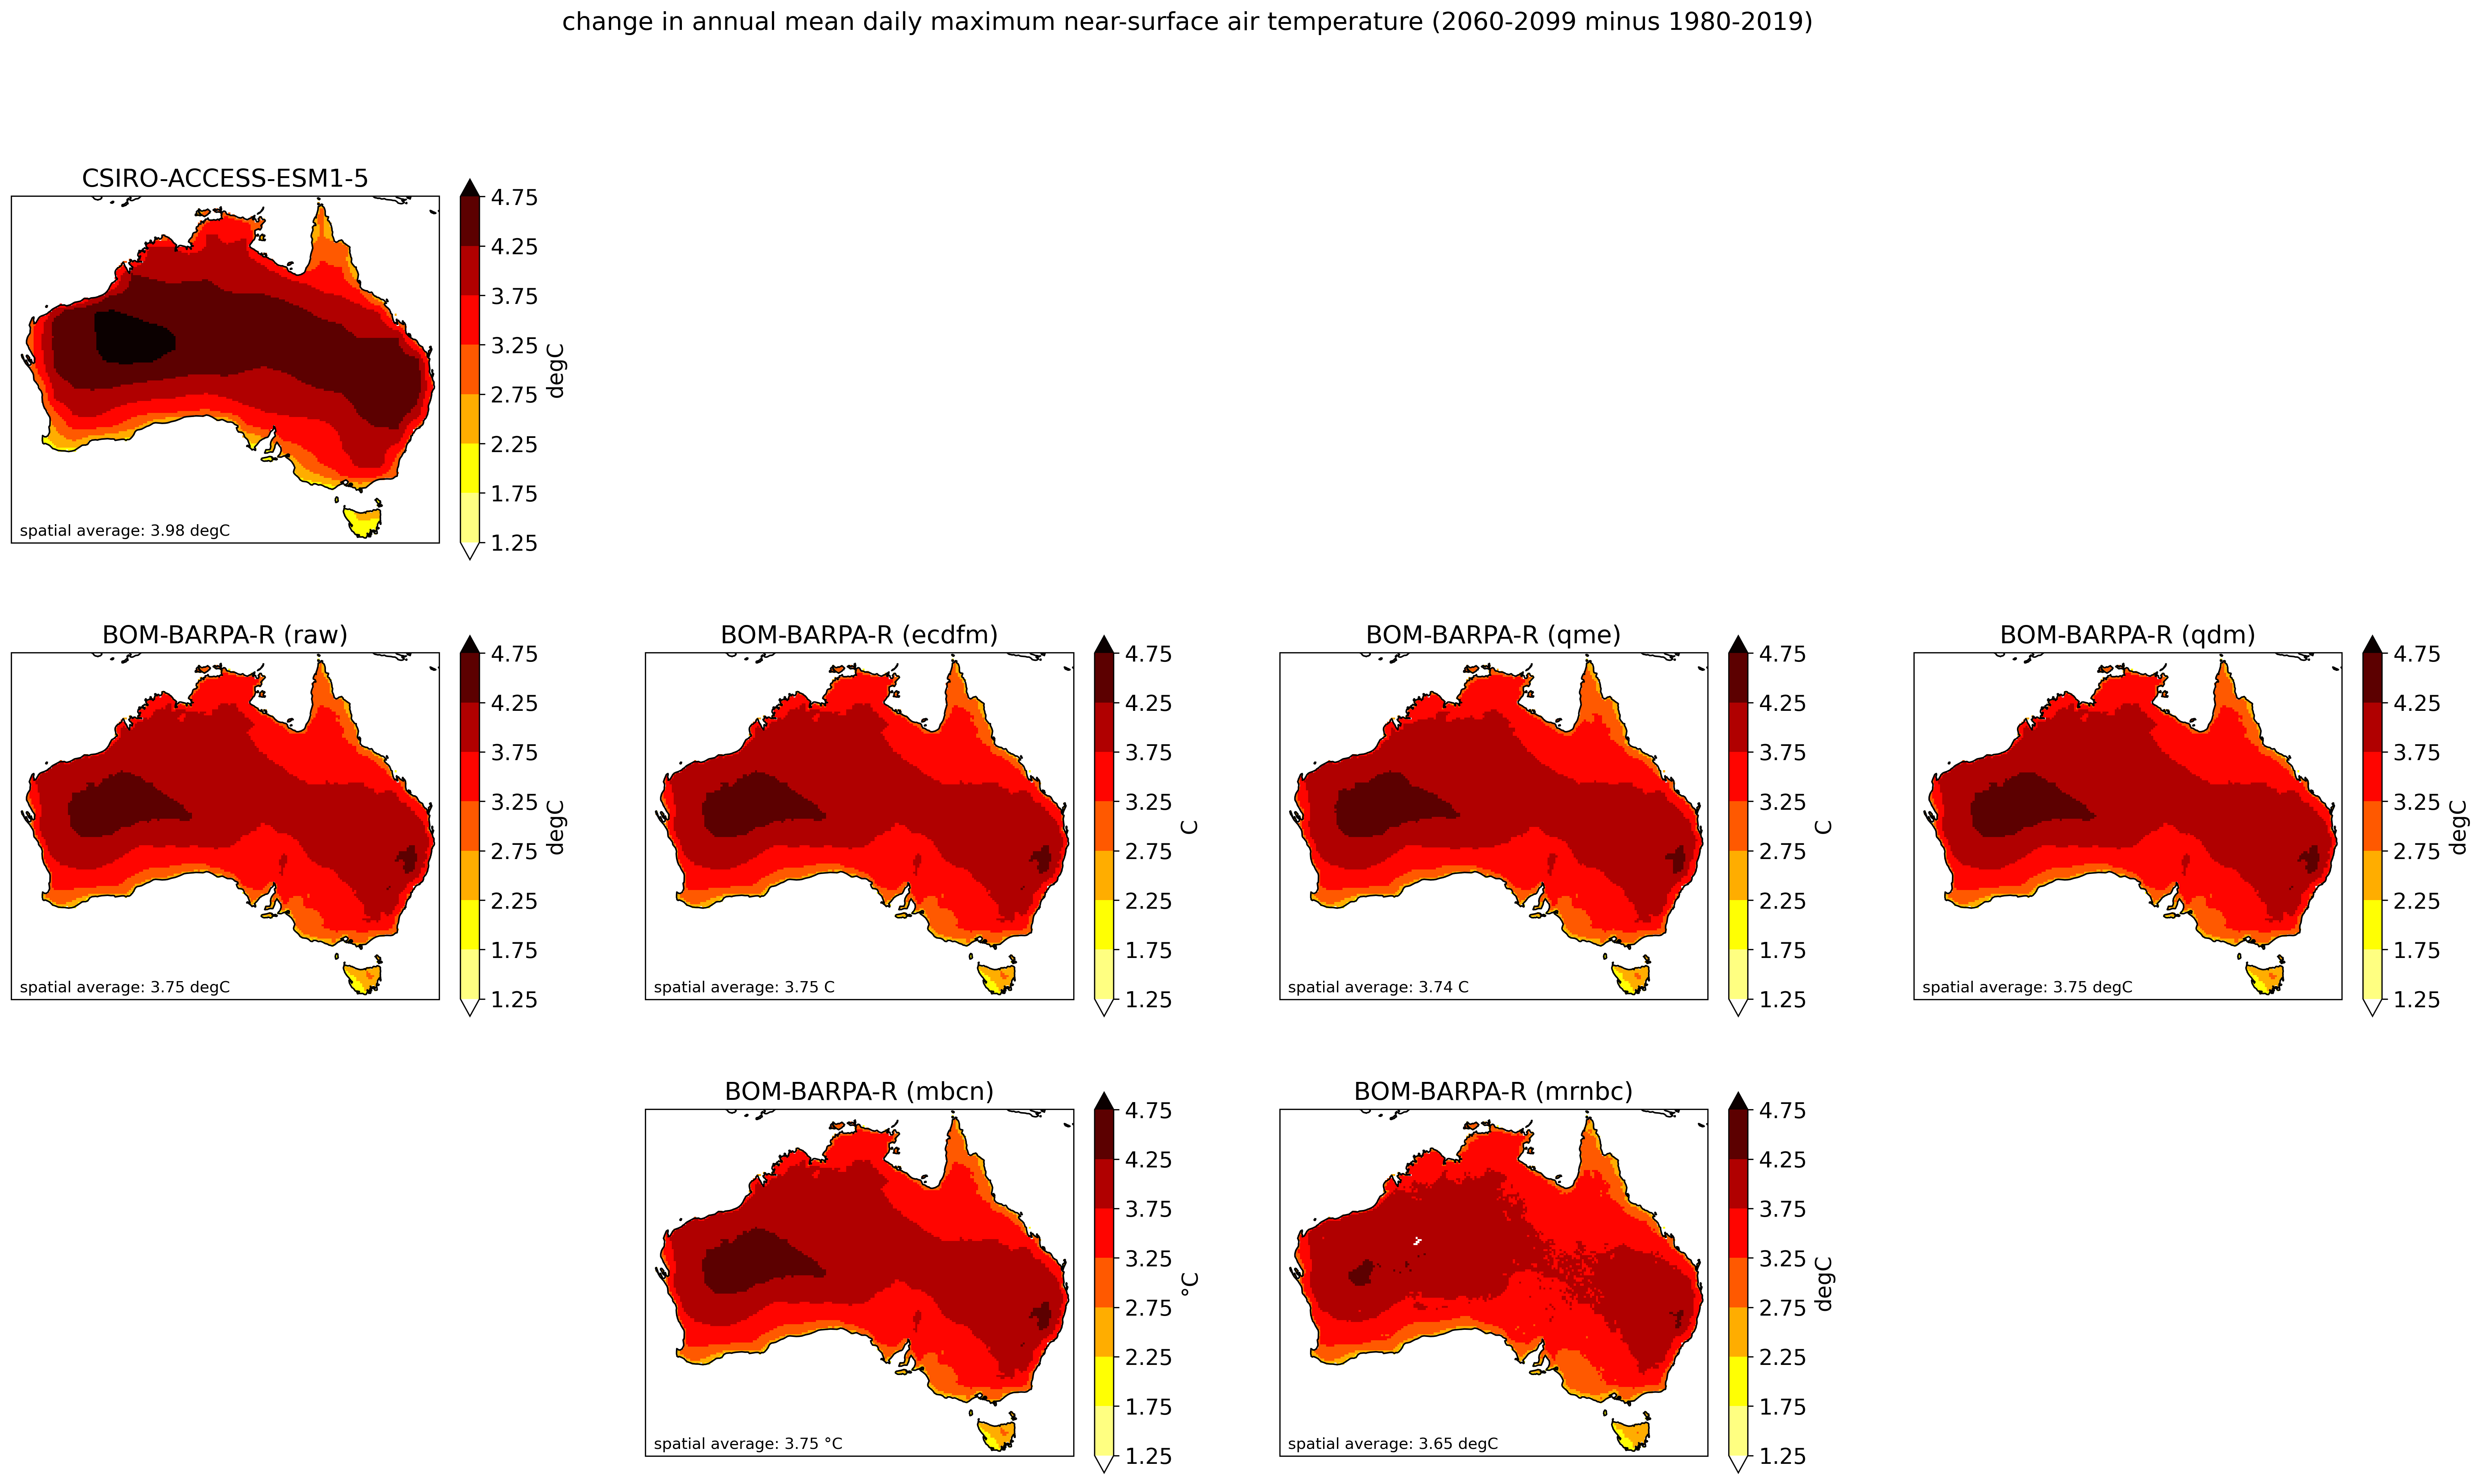 change in annual mean daily maximum near-surface air temperature (2060-2099 minus 1980-2019)
CSIRO-ACCESS-ESM1-5
4.75
4.25
3.75
3.25
2.75
2.25
1.75
1.25
degC
spatial average: 3.98 degC
BOM-BARPA-R (raw)
4.75
4.25
3.75
3.25
2.75
2.25
1.75
1.25
degC
spatial average: 3.75 degC
BOM-BARPA-R (ecdfm)
4.75
4.25
3.75
3.25
2.75
2.25
1.75
1.25
C
spatial average: 3.75 C
BOM-BARPA-R (qme)
4.75
4.25
3.75
3.25
2.75
2.25
1.75
1.25
C
spatial average: 3.74 C
BOM-BARPA-R (qdm)
4.75
4.25
3.75
3.25
2.75
2.25
1.75
1.25
degC
spatial average: 3.75 degC
BOM-BARPA-R (mbcn)
4.75
4.25
3.75
3.25
2.75
2.25
1.75
1.25
°C
spatial average: 3.75 °C
BOM-BARPA-R (mrnbc)
4.75
4.25
3.75
3.25
2.75
2.25
1.75
1.25
degC
spatial average: 3.65 degC